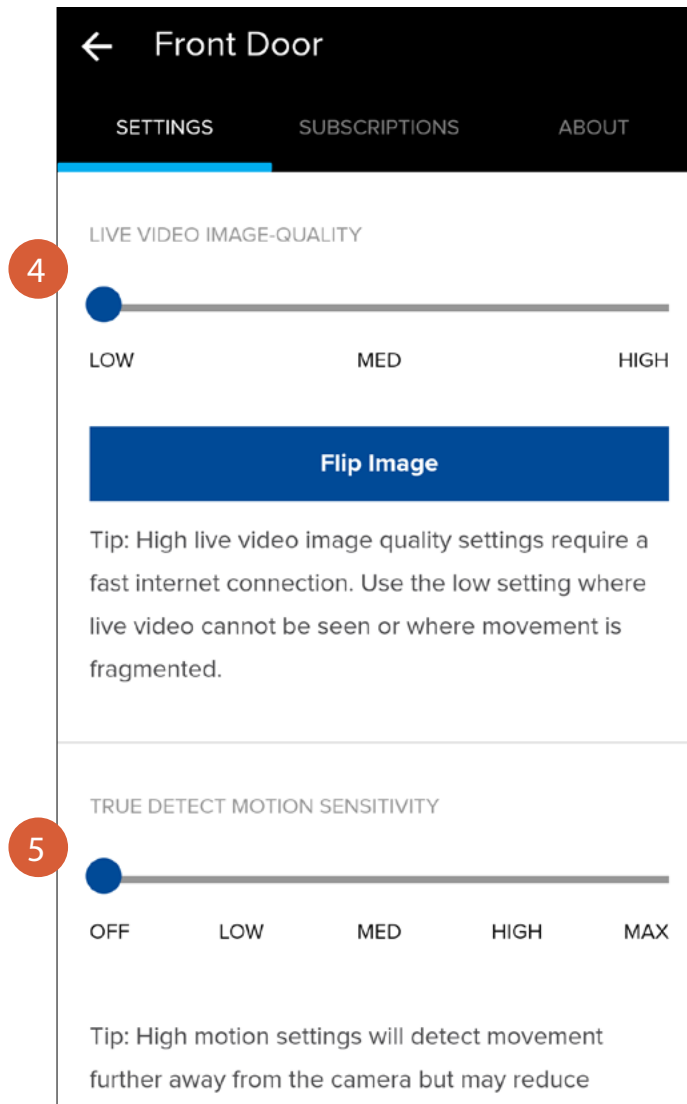 Front Door
SETTINGS SUBSCRIPTIONS ABOUT
LIVE VIDEO IMAGE-QUALITY
4
LOW MED HIGH
Flip Image
Tip: High live video image quality settings require a
fast internet connection. Use the low setting where
live video cannot be seen or where movement is
fragmented.
TRUE DETECT MOTION SENSITIVITY
5
OFF LOW MED HIGH MAX
Tip: High motion settings will detect movement
further away from the camera but may reduce